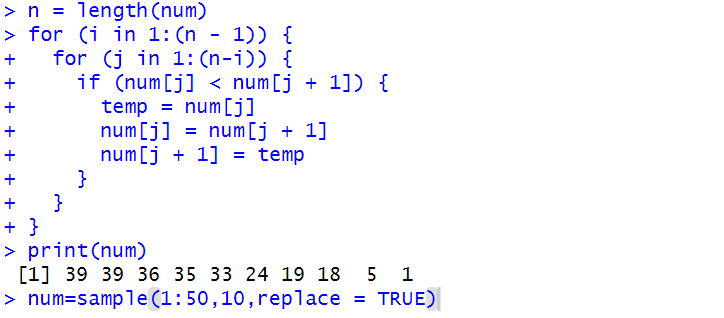 > n = length(num)
> for (i in 1:(n - 1)) {
+   for (j in 1:(n-i)) {
+     if (num[j] < num[j + 1]) {
+       temp = num[j]
+       num[j] = num[j + 1]
+       num[j + 1] = temp
+     }
+   }
+ }
> print(num)
 [1] 39 39 36 35 33 24 19 18  5  1
> num=sample(1:50,10,replace = TRUE)